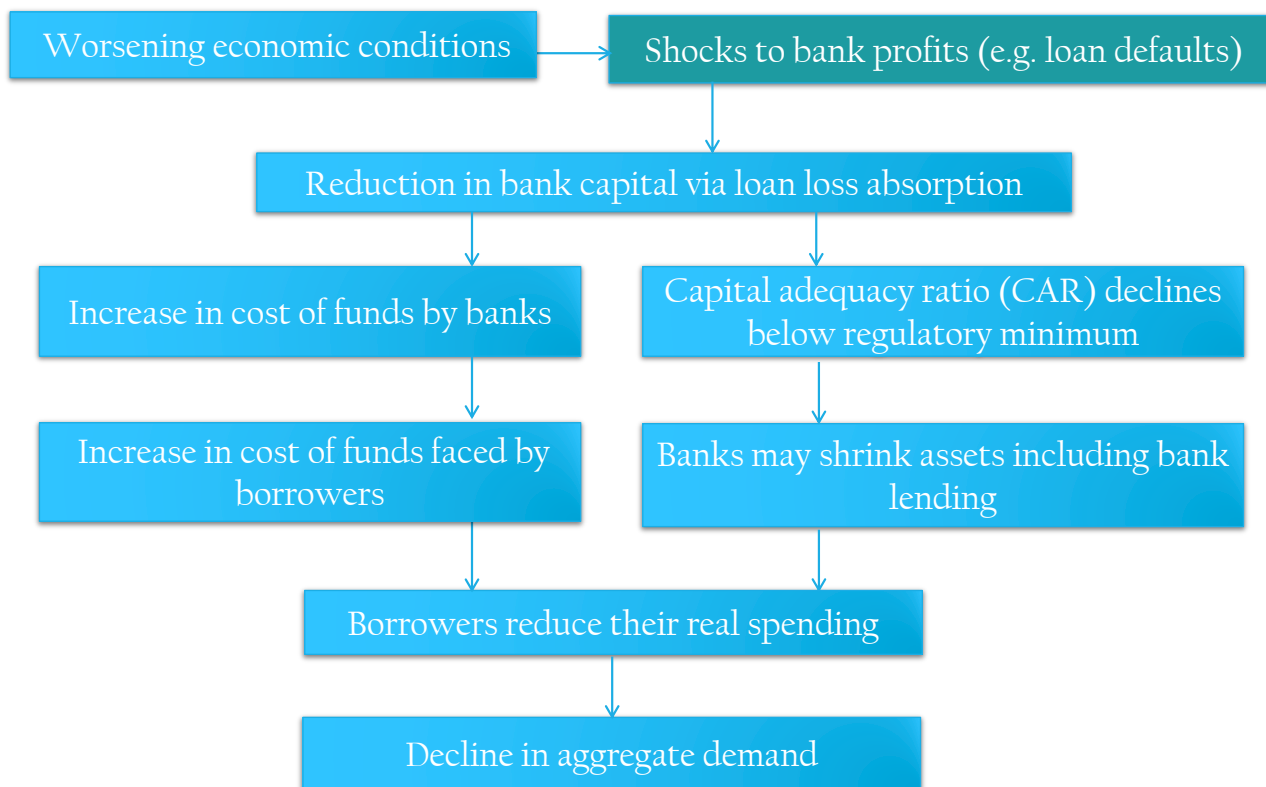 Worsening economic conditions
Shocks to bank profits (e.g. loan defaults)
Reduction in bank capital via loan loss absorption
Increase in cost of funds by banks
Capital adequacy ratio (CAR) declines
below regulatory minimum
Increase in cost of funds faced by
borrowers
Banks may shrink assets including bank
lending
Borrowers reduce their real spending
Decline in aggregate demand